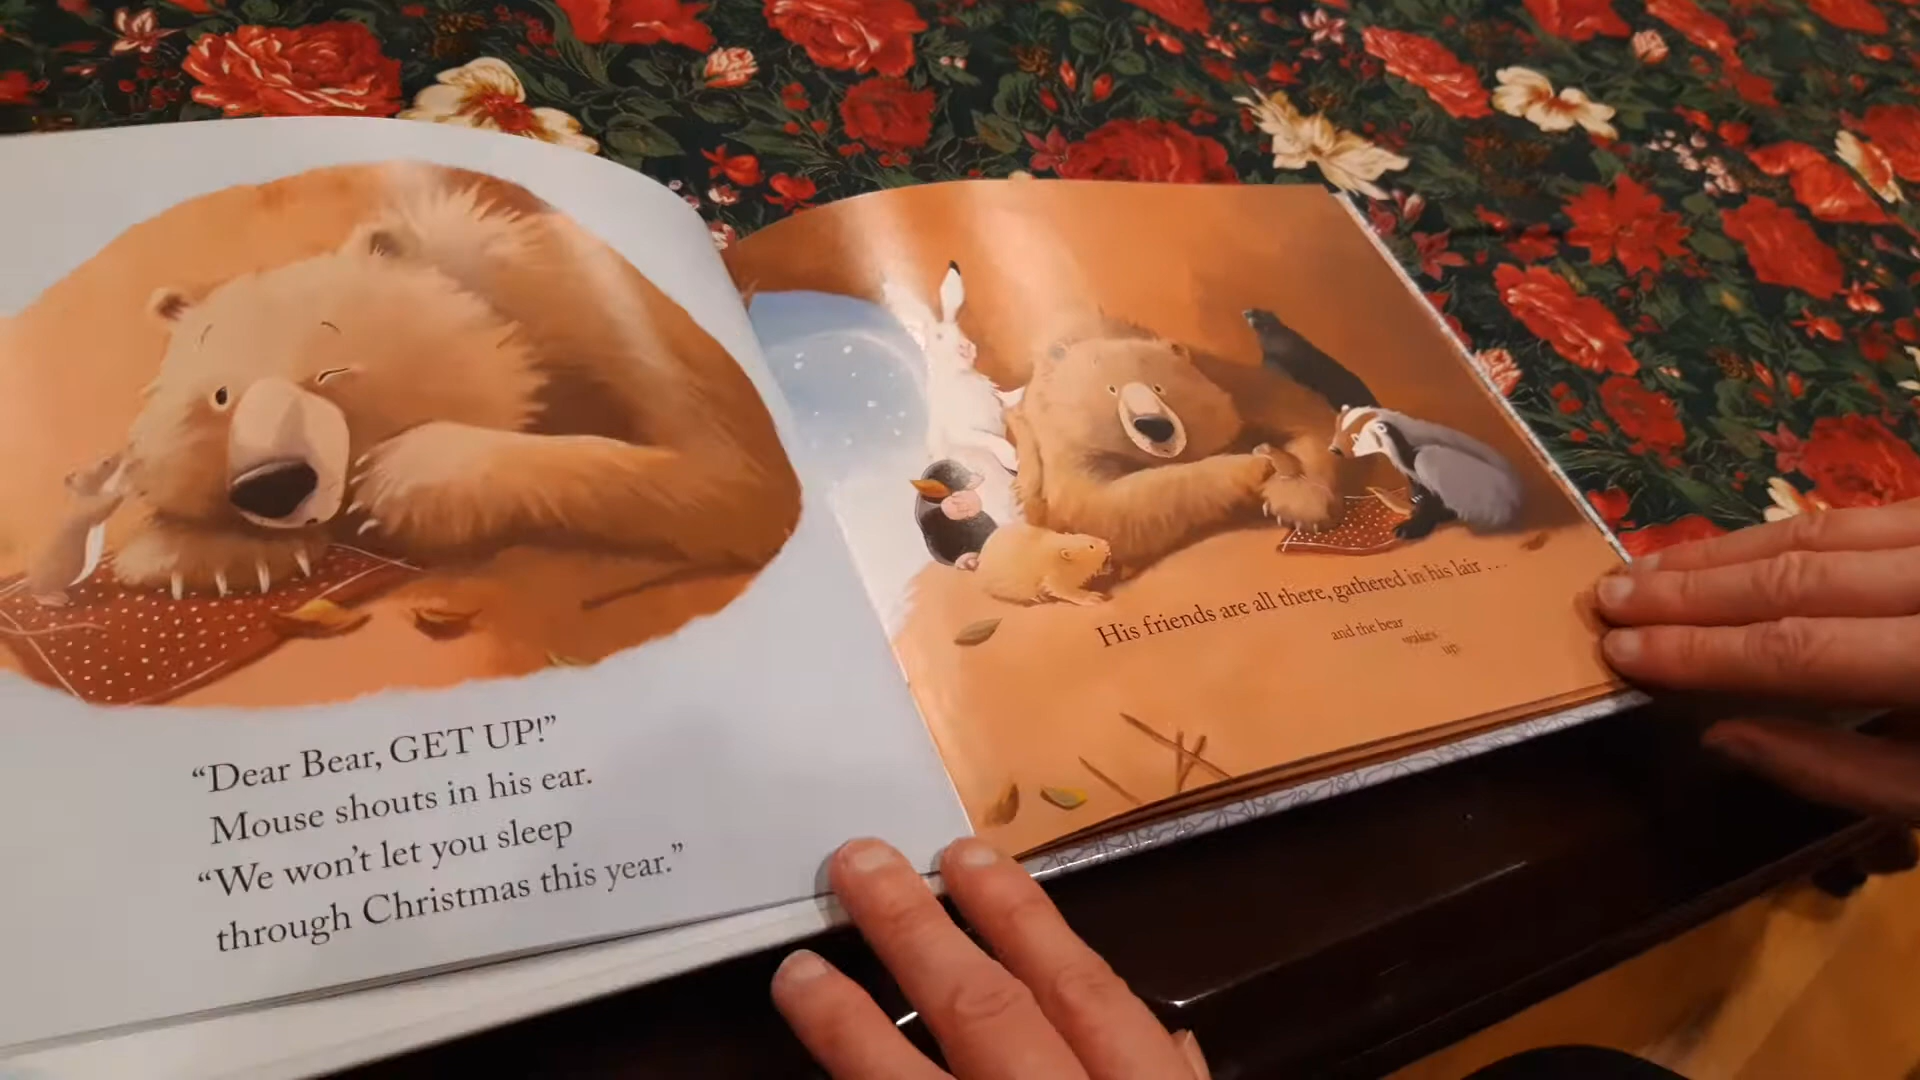 “Dear Bear, GET UP!”
Mouse shouts in his ear.
“We won’t let you sleep
through Christmas this year.”
His friends are all there, gathered in his lair . . .
and the bear
wakes
up.